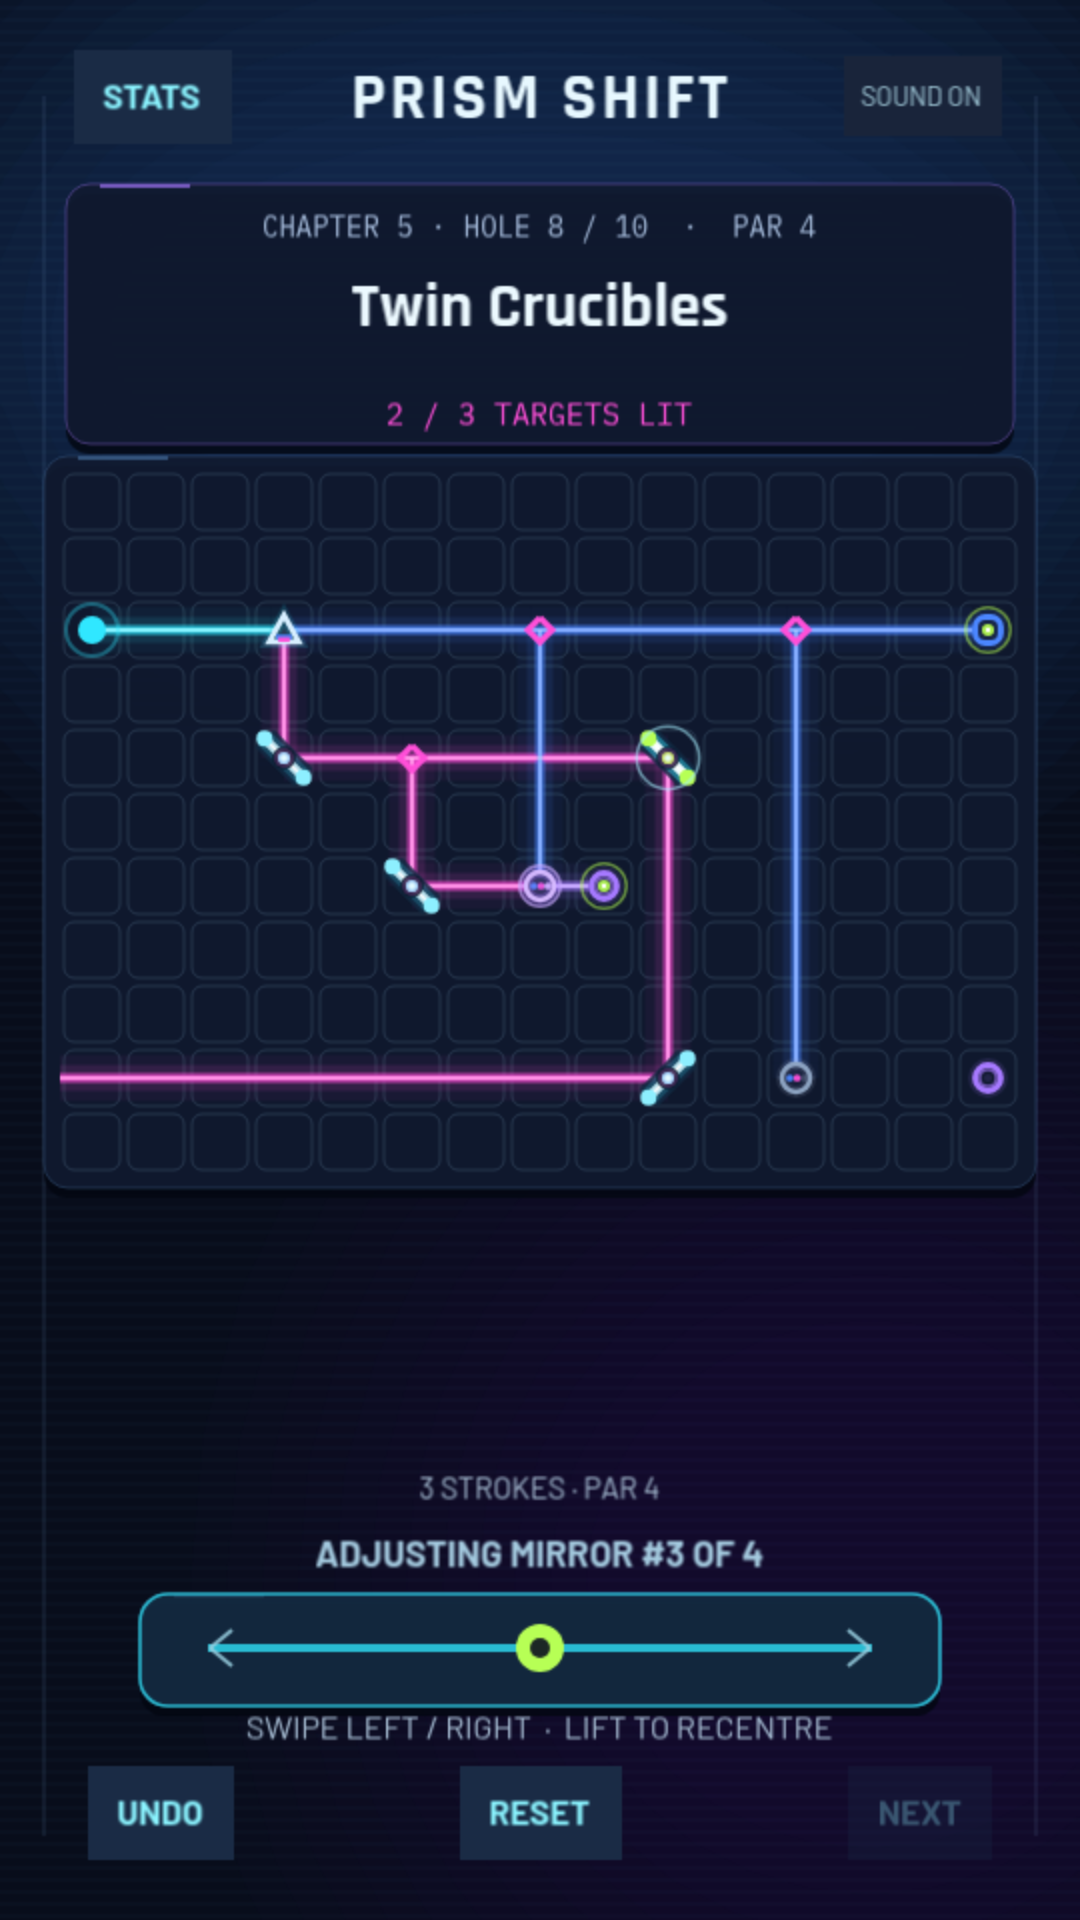 STATS
PRISM SHIFT
SOUND ON
CHAPTER 5 · HOLE 8 / 10 · PAR 4
Twin Crucibles
2 / 3 TARGETS LIT
3 STROKES · PAR 4
ADJUSTING MIRROR #3 OF 4
SWIPE LEFT / RIGHT · LIFT TO RECENTRE
UNDO
RESET
NEXT